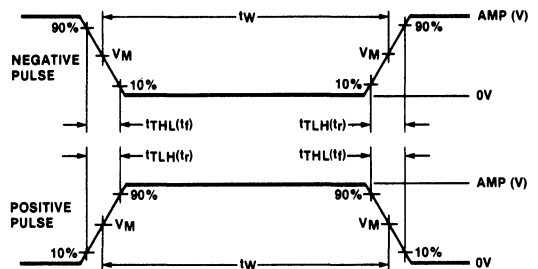 90% tW 90% AMP (V)
NEGATIVE PULSE VM VM
10% 10% 0V
tTHL(tf) tTLH(tr)
tTLH(tr) tTHL(tf)
90% 90% AMP (V)
POSITIVE PULSE VM VM
10% tW 10% 0V